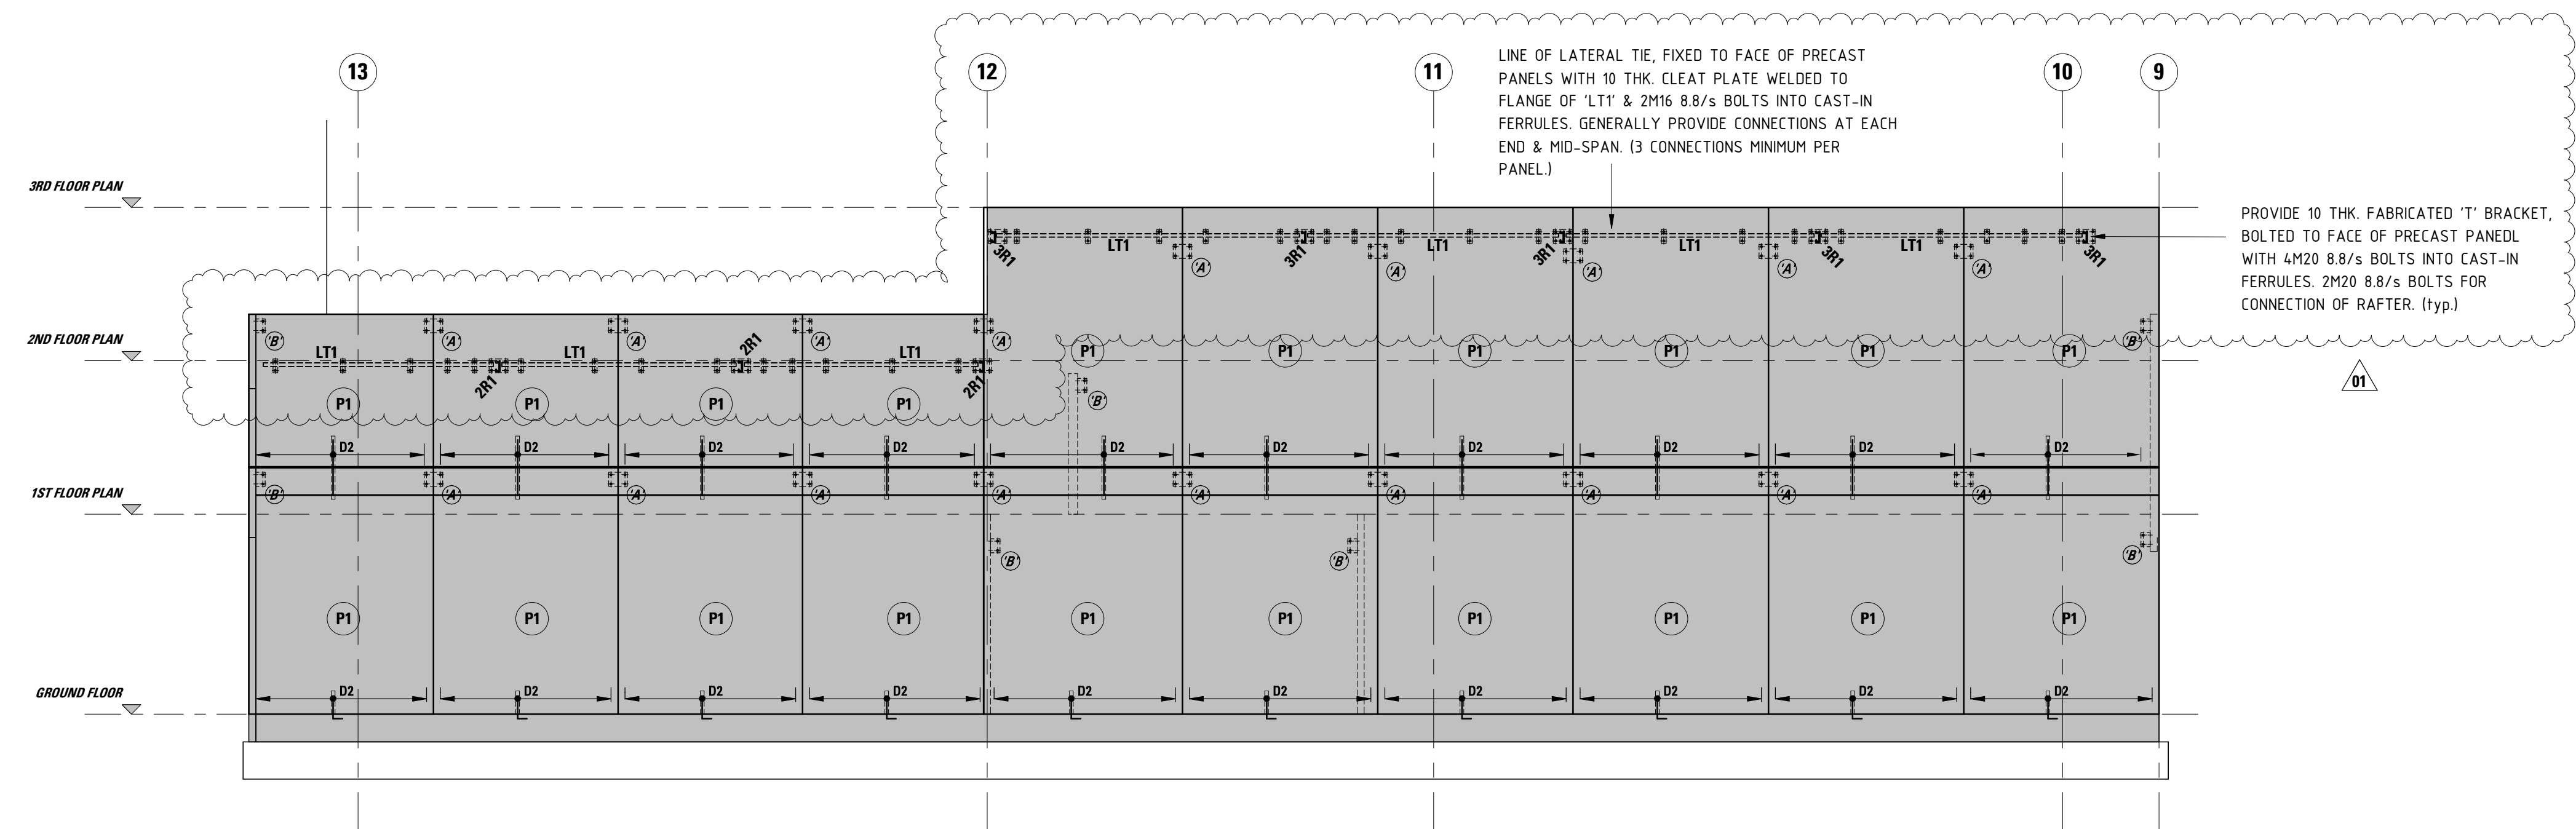 13
12
11
10
9
LINE OF LATERAL TIE, FIXED TO FACE OF PRECAST
PANELS WITH 10 THK. CLEAT PLATE WELDED TO
FLANGE OF 'LT1' & 2M16 8.8/s BOLTS INTO CAST-IN
FERRULES. GENERALLY PROVIDE CONNECTIONS AT EACH
END & MID-SPAN. (3 CONNECTIONS MINIMUM PER
PANEL.)
3RD FLOOR PLAN
PROVIDE 10 THK. FABRICATED 'T' BRACKET,
BOLTED TO FACE OF PRECAST PANEDL
WITH 4M20 8.8/s BOLTS INTO CAST-IN
FERRULES. 2M20 8.8/s BOLTS FOR
CONNECTION OF RAFTER. (typ.)
LT1 LT1 LT1 LT1
3R1 3R1 3R1 3R1 3R1
'A' 'A' 'A' 'A' 'A'
2ND FLOOR PLAN
'B' 'A' 'A' 'A' 'A' 'B'
LT1 LT1 2R1 LT1
P1 P1 P1 P1 P1 P1
2R1 2R1
01
P1 P1 P1 P1 'B'
D2 D2 D2 D2 D2 D2 D2 D2 D2 D2
1ST FLOOR PLAN
'B' 'A' 'A' 'A' 'A' 'A' 'A' 'A' 'A' 'A'
'B' 'B' 'B'
P1 P1 P1 P1 P1 P1 P1 P1 P1 P1
GROUND FLOOR
D2 D2 D2 D2 D2 D2 D2 D2 D2 D2